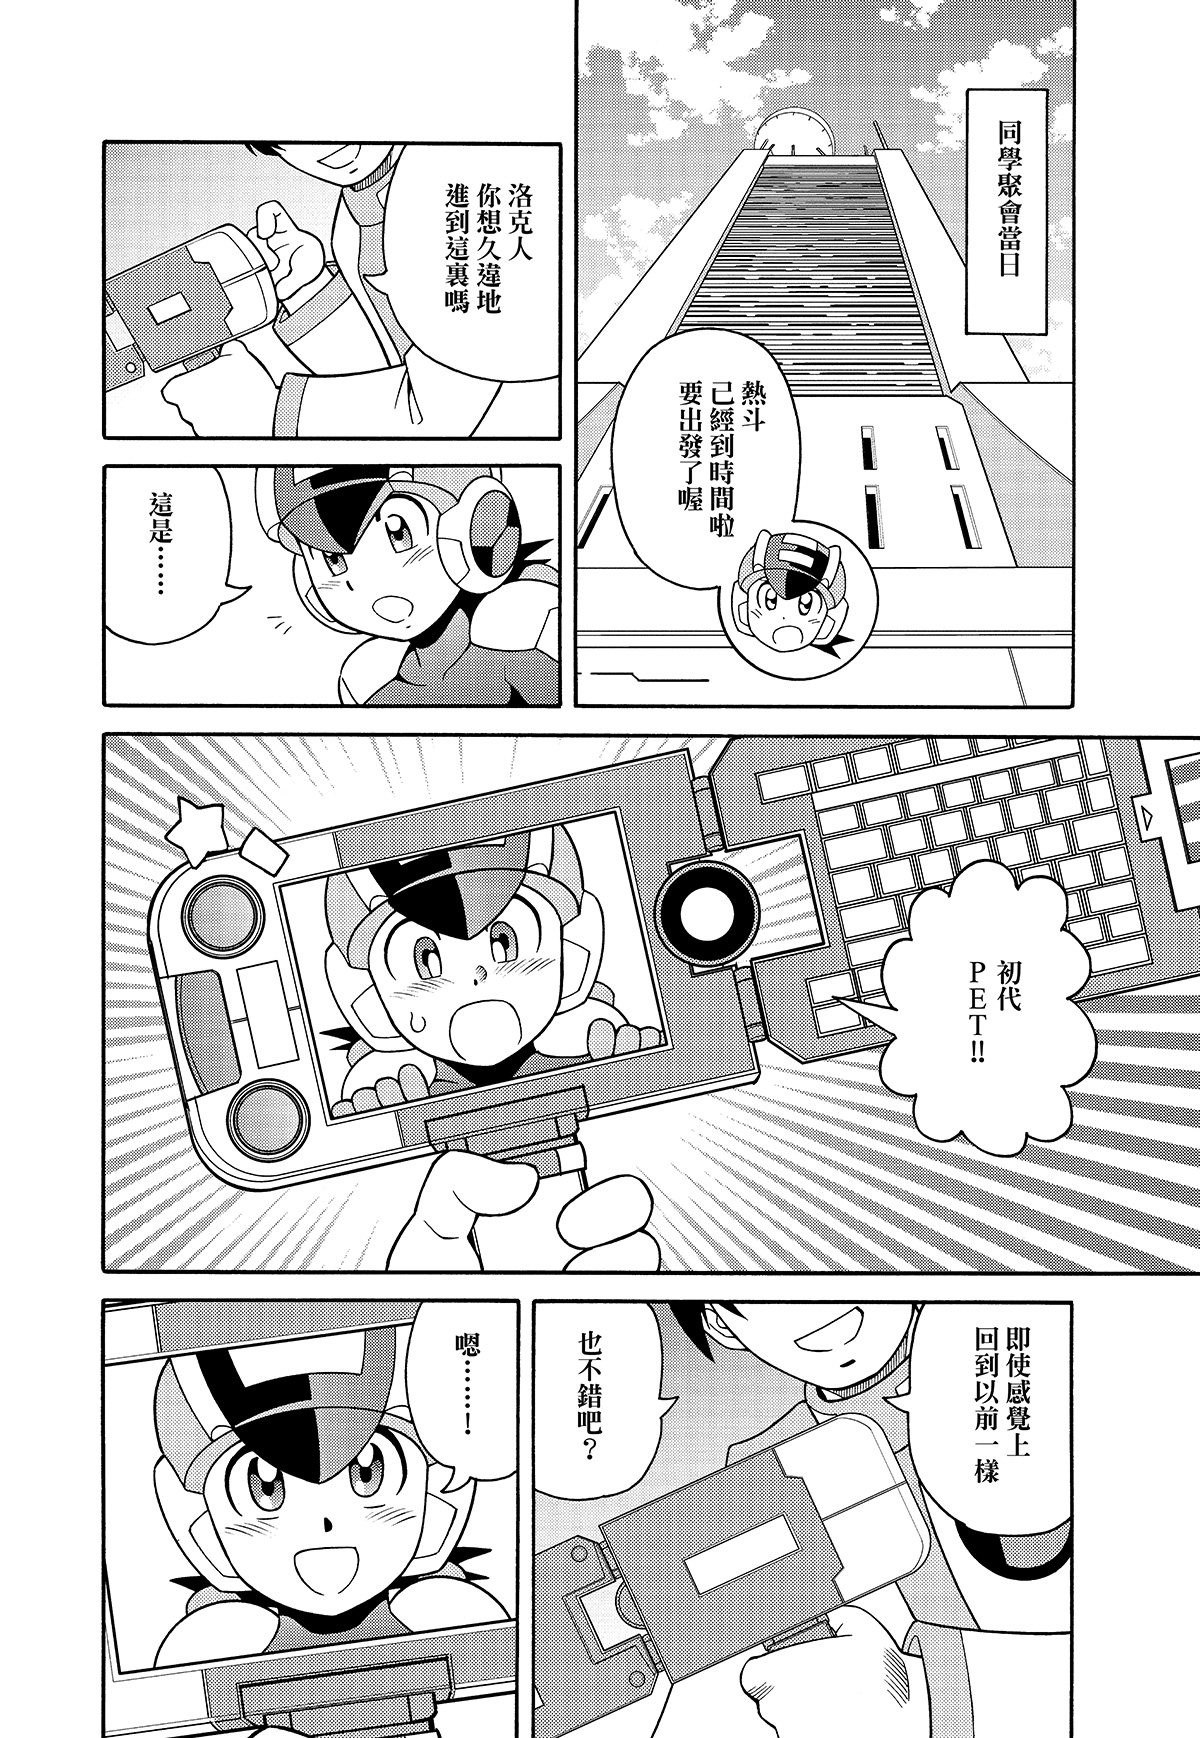 同學聚會當日
熱斗
已經到時間啦
要出發了喔
洛克人
你想久違地
進到這裏嗎
這是……
初代
PET!!
即使感覺上
回到以前一樣
也不錯吧？
嗯……！